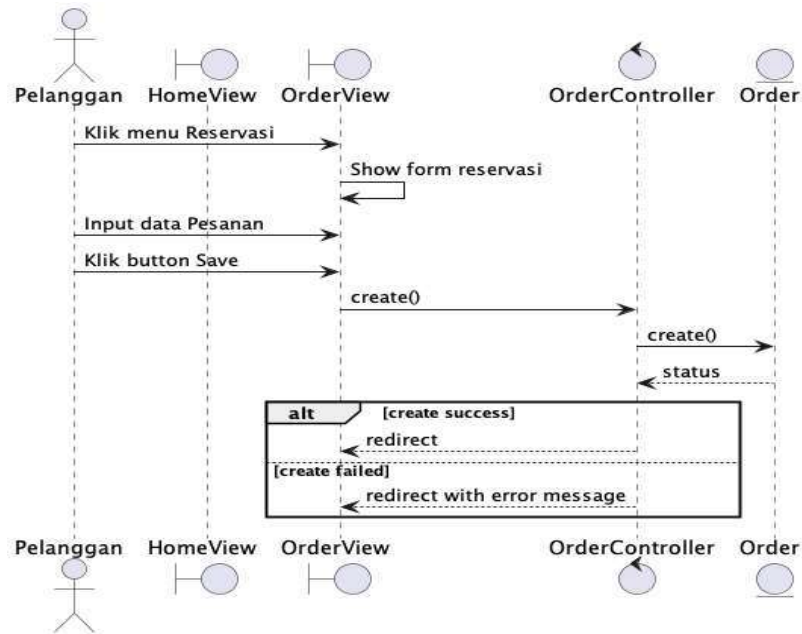 Pelanggan HomeView OrderView OrderController Order
Klik menu Reservasi
Show form reservasi
Input data Pesanan
Klik button Save
create()
create()
status
alt [create success]
redirect
[create failed]
redirect with error message
Pelanggan HomeView OrderView OrderController Order